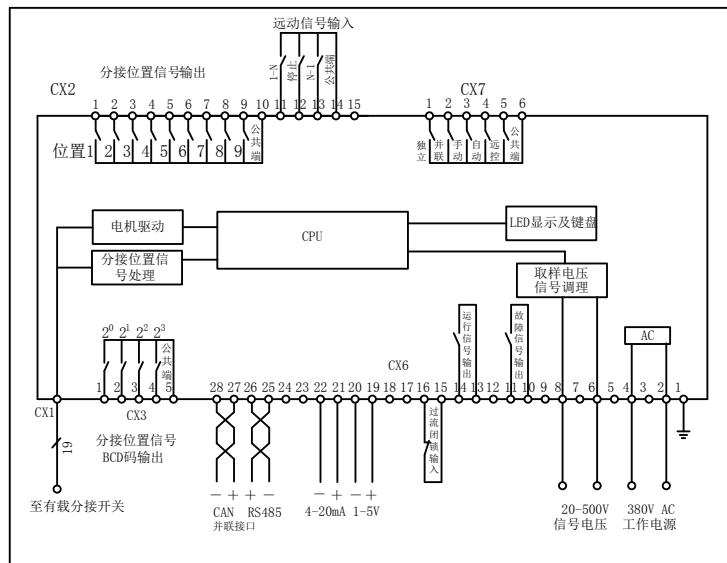 远动信号输入
CX2
分接位置信号输出
1-N
停止
N-1
公共端
CX7
1 2 3 4 5 6 7 8 9 10 11 12 13 14 15
1 2 3 4 5 6
公共端
位置1 2 3 4 5 6 7 8 9
独立
并联
手动
自动
远控
公共端
电机驱动
CPU
LED显示及键盘
分接位置信
号处理
取样电压
信号调理
2⁰ 2¹ 2² 2³
公共端
运行信号输出
故障信号输出
AC
CX6
1 2 3 4 5
28 27 26 25 24 23 22 21 20 19 18 17 16 15 14 13 12 11 10 9 8 7 6 5 4 3 2 1
CX1
CX3
19
分接位置信号
BCD码输出
过流闭锁输入
至有载分接开关
− + + − − + − +
CAN RS485 4-20mA 1-5V
并联接口
20-500V
信号电压
380V AC
工作电源